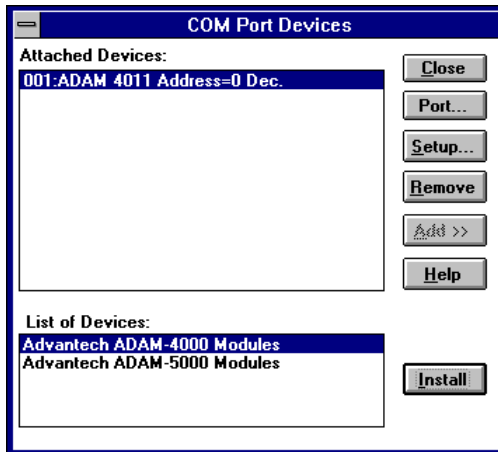 COM Port Devices
Attached Devices:
001:ADAM 4011 Address=0 Dec.
Close
Port...
Setup...
Remove
Add >>
Help
List of Devices:
Advantech ADAM-4000 Modules
Advantech ADAM-5000 Modules
Install